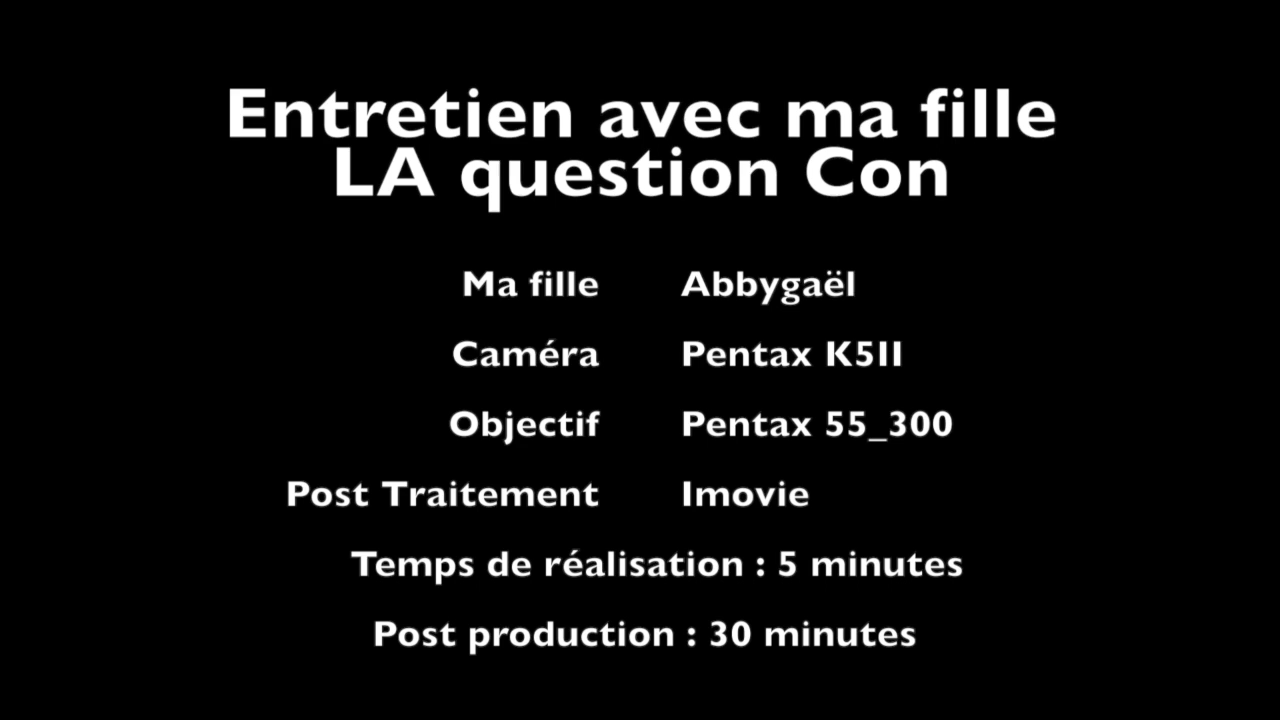 Entretien avec ma fille
LA question Con
Ma fille Abbygaël
Caméra Pentax K5II
Objectif Pentax 55_300
Post Traitement Imovie
Temps de réalisation : 5 minutes
Post production : 30 minutes